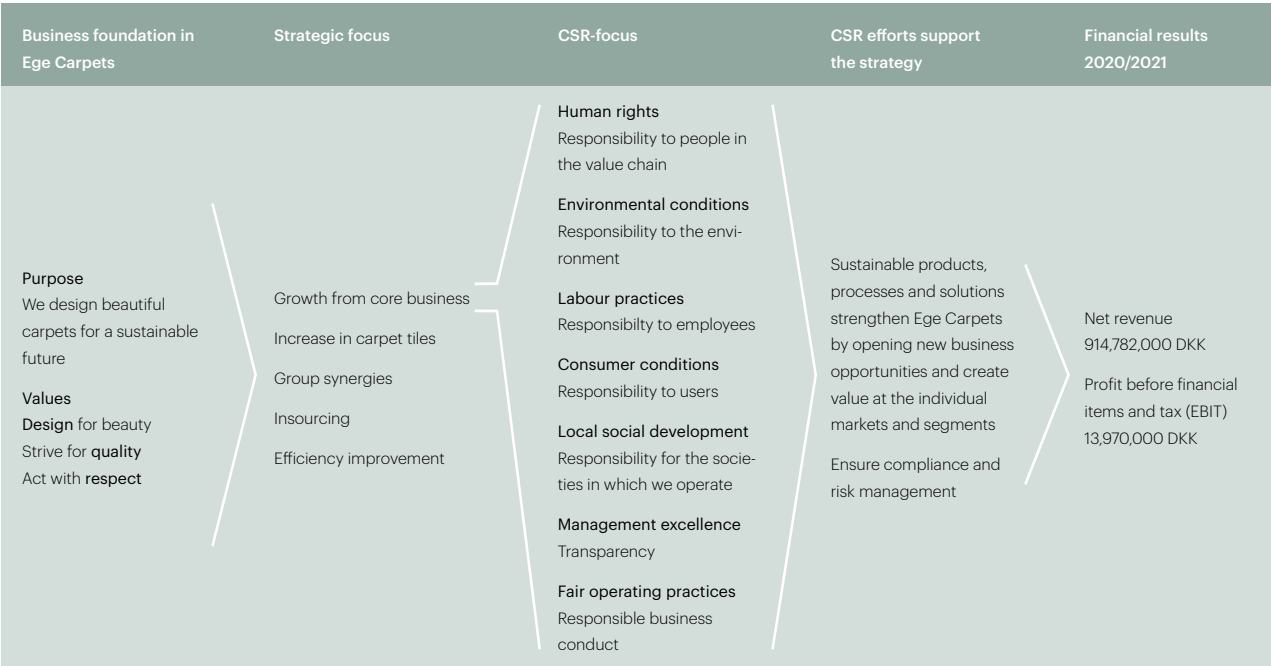 Business foundation in
Ege Carpets
Strategic focus
CSR-focus
CSR efforts support
the strategy
Financial results
2020/2021
Purpose
We design beautiful
carpets for a sustainable
future
Values
Design for beauty
Strive for quality
Act with respect
Growth from core business
Increase in carpet tiles
Group synergies
Insourcing
Efficiency improvement
Human rights
Responsibility to people in
the value chain
Environmental conditions
Responsibility to the envi-
ronment
Labour practices
Responsibilty to employees
Consumer conditions
Responsibility to users
Local social development
Responsibility for the socie-
ties in which we operate
Management excellence
Transparency
Fair operating practices
Responsible business
conduct
Sustainable products,
processes and solutions
strengthen Ege Carpets
by opening new business
opportunities and create
value at the individual
markets and segments
Ensure compliance and
risk management
Net revenue
914,782,000 DKK
Profit before financial
items and tax (EBIT)
13,970,000 DKK